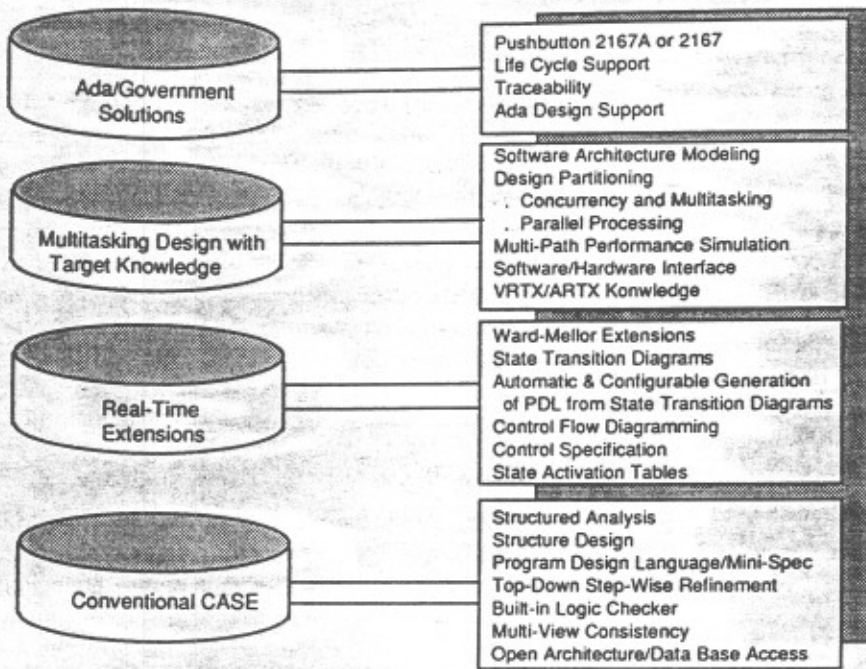 Ada/Government
Solutions
Pushbutton 2167A or 2167
Life Cycle Support
Traceability
Ada Design Support
Multitasking Design with
Target Knowledge
Software Architecture Modeling
Design Partitioning
. Concurrency and Multitasking
. Parallel Processing
Multi-Path Performance Simulation
Software/Hardware Interface
VRTX/ARTX Konwledge
Real-Time
Extensions
Ward-Mellor Extensions
State Transition Diagrams
Automatic & Configurable Generation
of PDL from State Transition Diagrams
Control Flow Diagramming
Control Specification
State Activation Tables
Conventional CASE
Structured Analysis
Structure Design
Program Design Language/Mini-Spec
Top-Down Step-Wise Refinement
Built-in Logic Checker
Multi-View Consistency
Open Architecture/Data Base Access